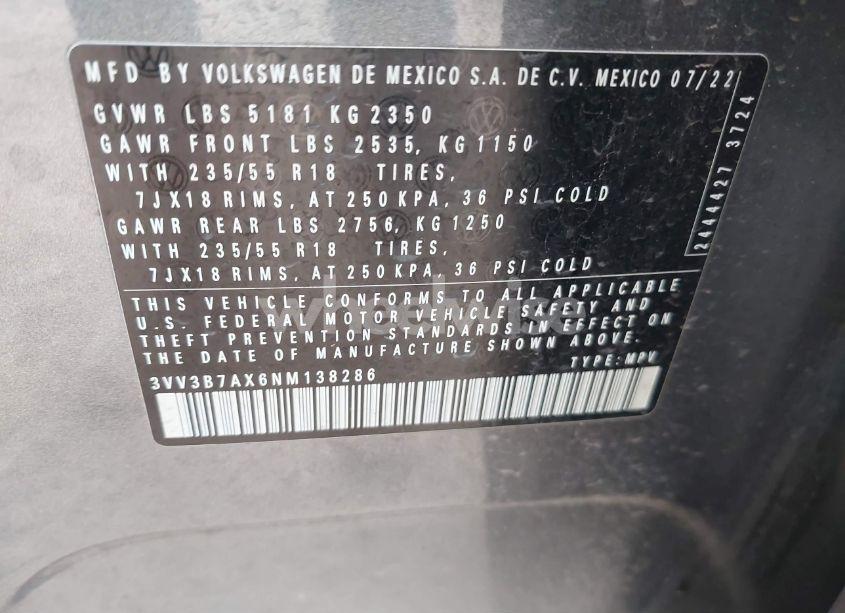 MFD BY VOLKSWAGEN DE MEXICO S.A. DE C.V. MEXICO 07/22
GVWR LBS 5181 KG 2350
GAWR FRONT LBS 2535, KG 1150
WITH 235/55 R18 TIRES,
7JX18 RIMS, AT 250 KPA, 36 PSI COLD
GAWR REAR LBS 2756, KG 1250
WITH 235/55 R18 TIRES,
7JX18 RIMS, AT 250 KPA, 36 PSI COLD
THIS VEHICLE CONFORMS TO ALL APPLICABLE
U.S. FEDERAL MOTOR VEHICLE SAFETY AND
THEFT PREVENTION STANDARDS IN EFFECT ON
THE DATE OF MANUFACTURE SHOWN ABOVE.
TYPE: MPV
3VV3B7AX6NM138286
2444427 3724